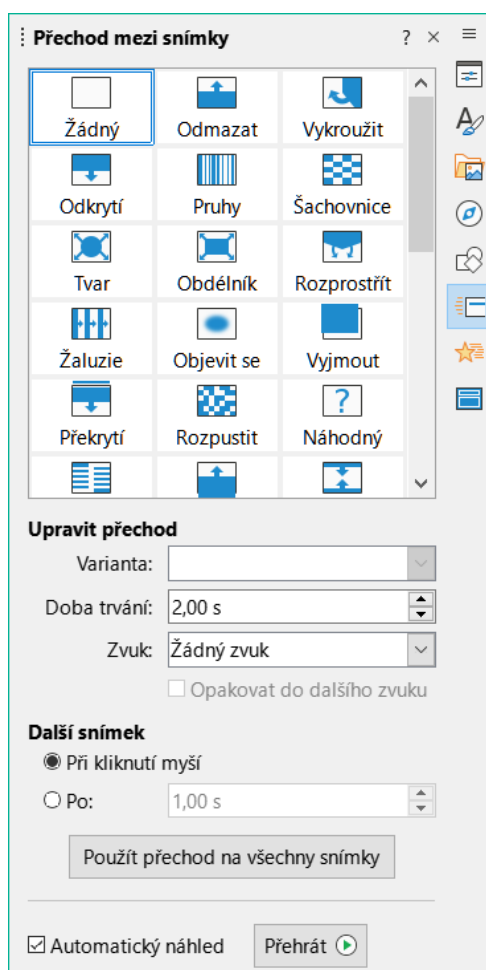 Přechod mezi snímky ? ×
Žádný Odmazat Vykroužit
Odkrytí Pruhy Šachovnice
Tvar Obdélník Rozprostřít
Žaluzie Objevit se Vyjmout
?
Překrytí Rozpustit Náhodný
Upravit přechod
Varianta:
Doba trvání: 2,00 s
Zvuk: Žádný zvuk
Opakovat do dalšího zvuku
Další snímek
Při kliknutí myší
Po: 1,00 s
Použít přechod na všechny snímky
Automatický náhled Přehrát